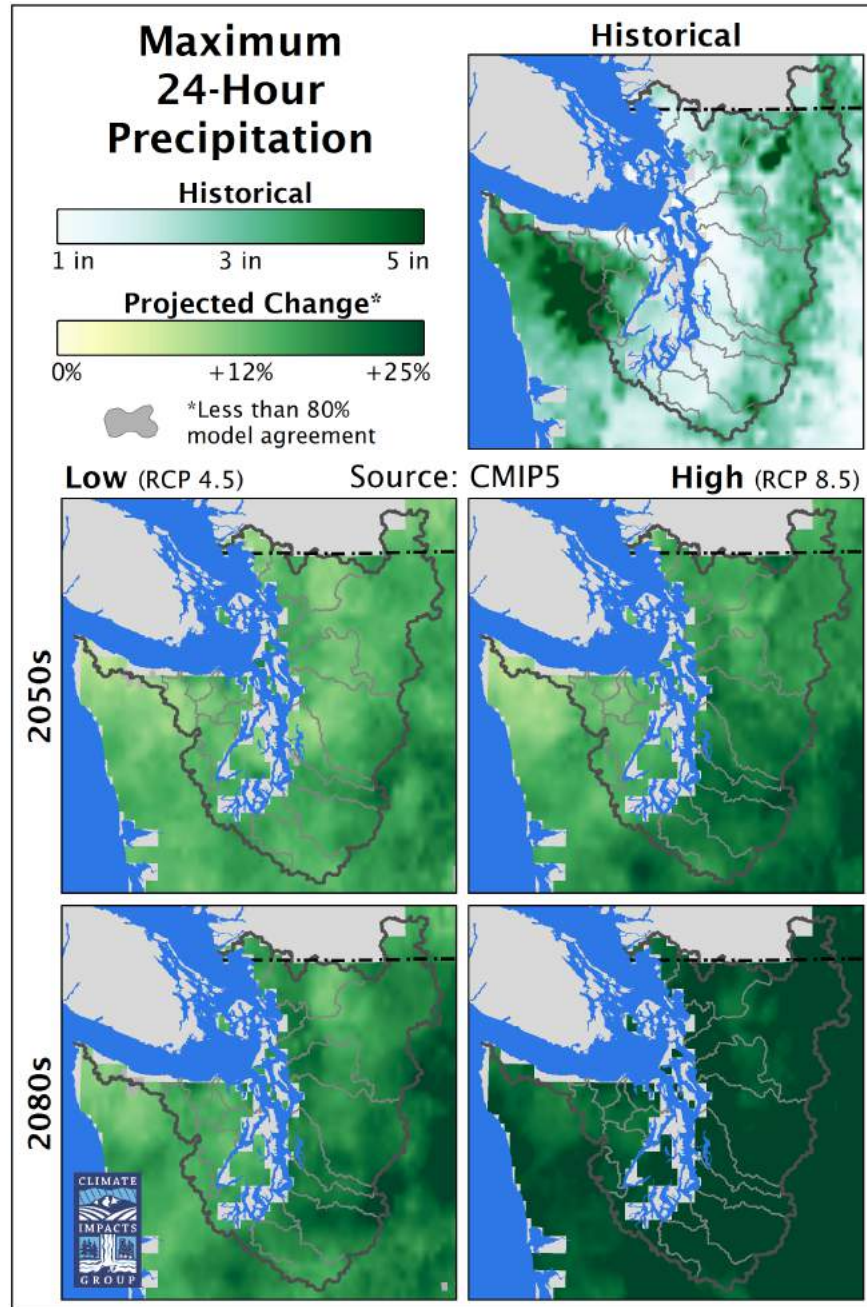 Maximum
24-Hour
Precipitation
Historical
1 in 3 in 5 in
Projected Change*
0% +12% +25%
*Less than 80%
model agreement
Historical
Low (RCP 4.5) Source: CMIP5 High (RCP 8.5)
2050s
2080s
CLIMATE
IMPACTS
GROUP